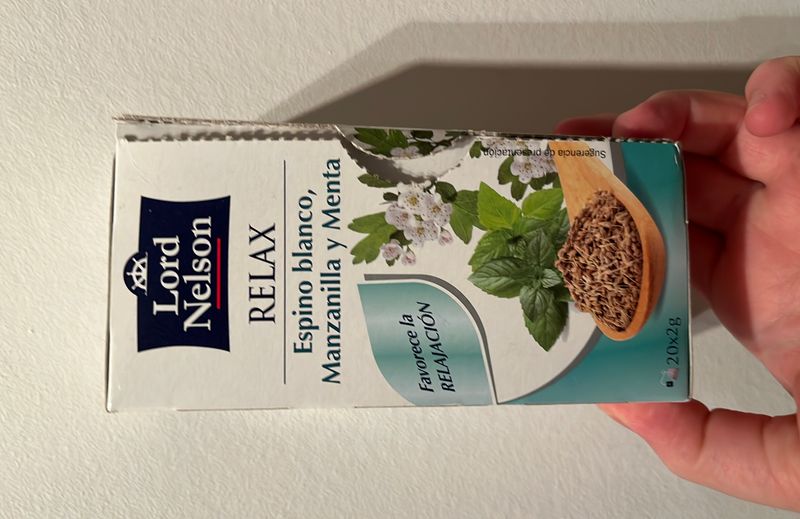 Lord
Nelson
RELAX
Espino blanco,
Manzanilla y Menta
Favorece la
RELAJACIÓN
Sugerencia de presentación
20x2g